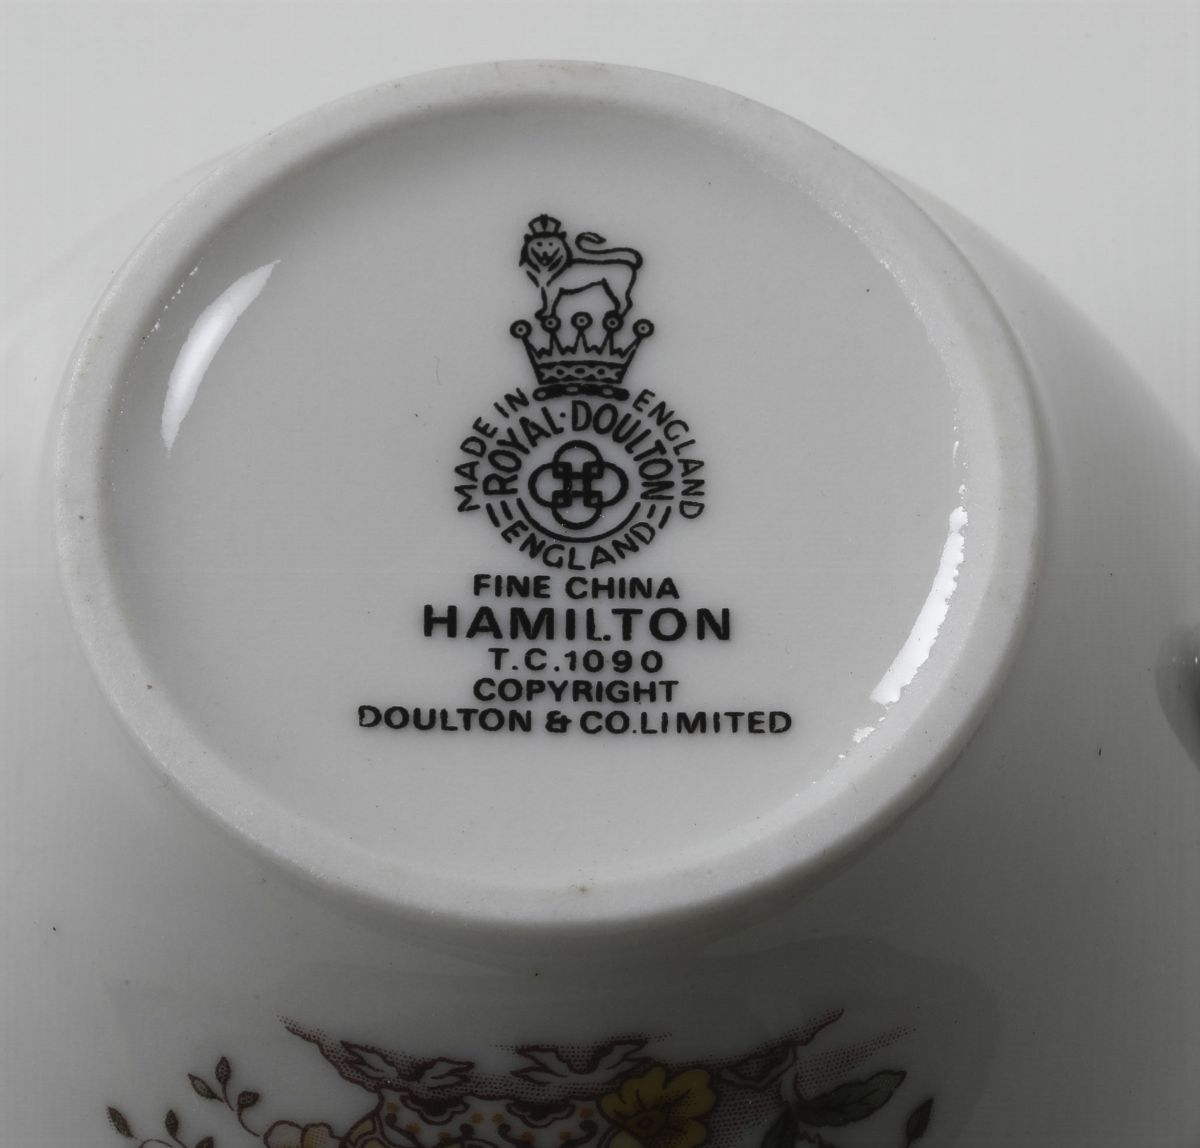 MADE IN ENGLAND
ROYAL·DOULTON
ENGLAND
FINE CHINA
HAMILTON
T.C.1090
COPYRIGHT
DOULTON & CO.LIMITED